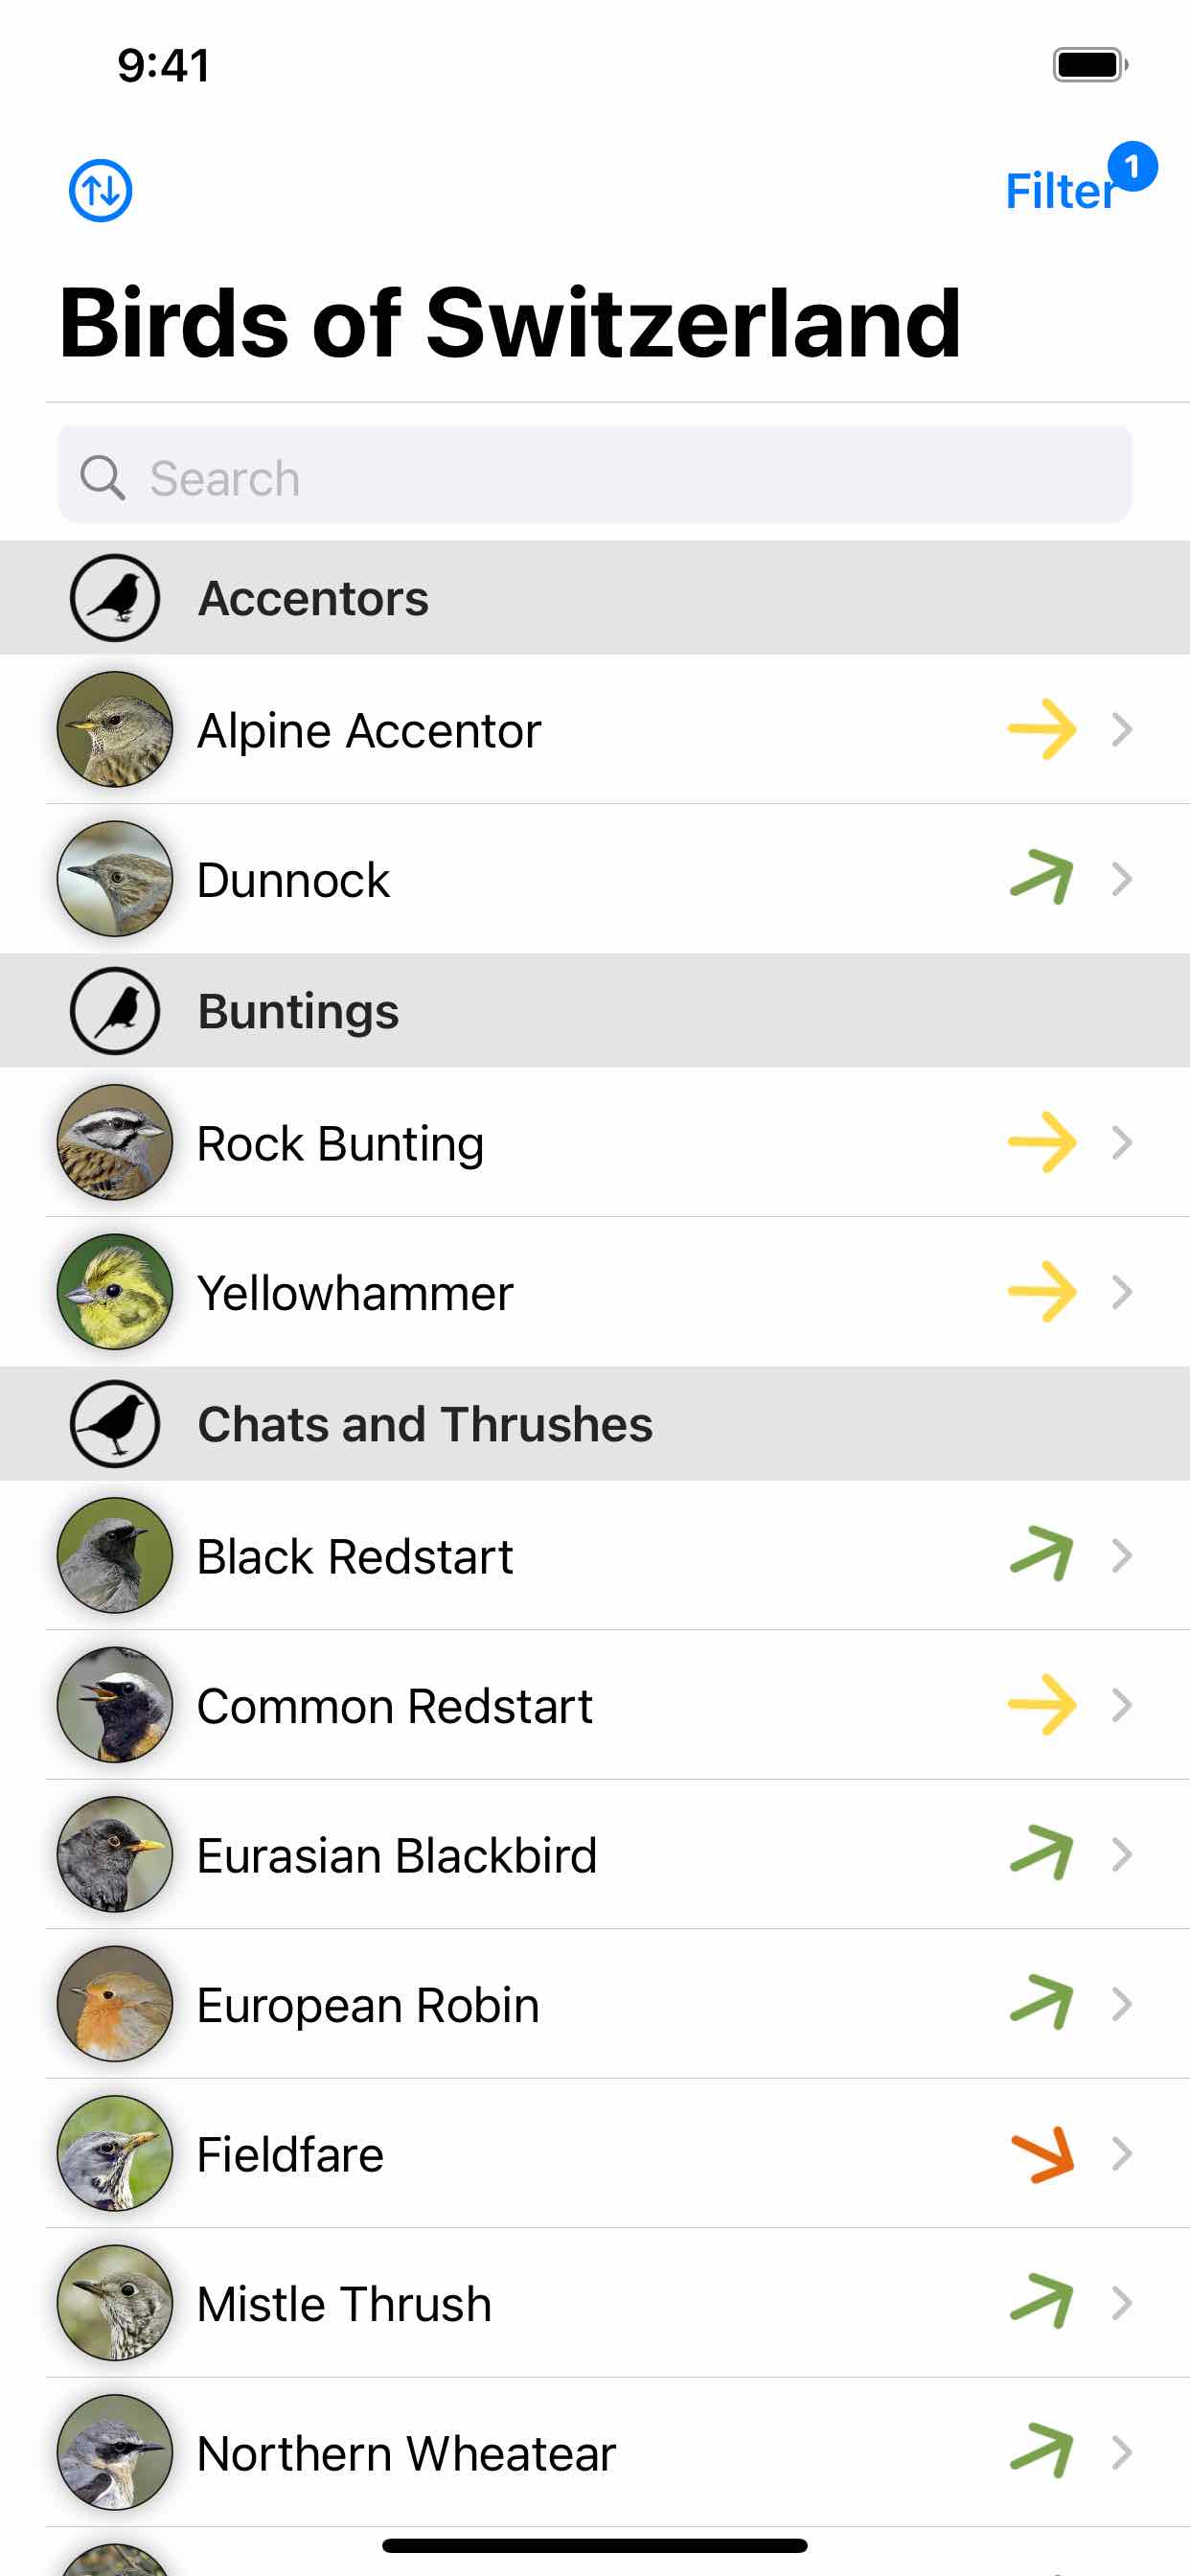 9:41
Filter
1
Birds of Switzerland
Search
Accentors
Alpine Accentor
Dunnock
Buntings
Rock Bunting
Yellowhammer
Chats and Thrushes
Black Redstart
Common Redstart
Eurasian Blackbird
European Robin
Fieldfare
Mistle Thrush
Northern Wheatear